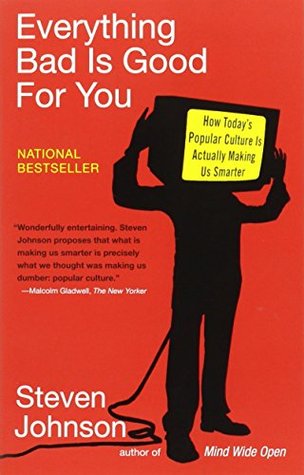 Everything
Bad Is Good
For You
How Today's
Popular Culture Is
Actually Making
Us Smarter
NATIONAL
BESTSELLER
"Wonderfully entertaining. Steven
Johnson proposes that what is
making us smarter is precisely
what we thought was making us
dumber: popular culture."
—Malcolm Gladwell, The New Yorker
Steven
Johnson
author of Mind Wide Open